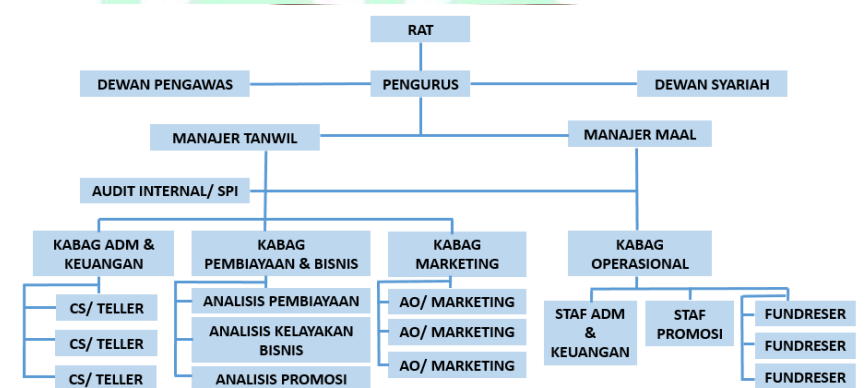 RAT
DEWAN PENGAWAS
PENGURUS
DEWAN SYARIAH
MANAJER TANWIL
MANAJER MAAL
AUDIT INTERNAL/ SPI
KABAG ADM &
KEUANGAN
KABAG
PEMBIAYAAN & BISNIS
KABAG
MARKETING
KABAG
OPERASIONAL
CS/ TELLER
CS/ TELLER
CS/ TELLER
ANALISIS PEMBIAYAAN
ANALISIS KELAYAKAN
BISNIS
ANALISIS PROMOSI
AO/ MARKETING
AO/ MARKETING
AO/ MARKETING
STAF ADM
&
KEUANGAN
STAF
PROMOSI
FUNDRESER
FUNDRESER
FUNDRESER